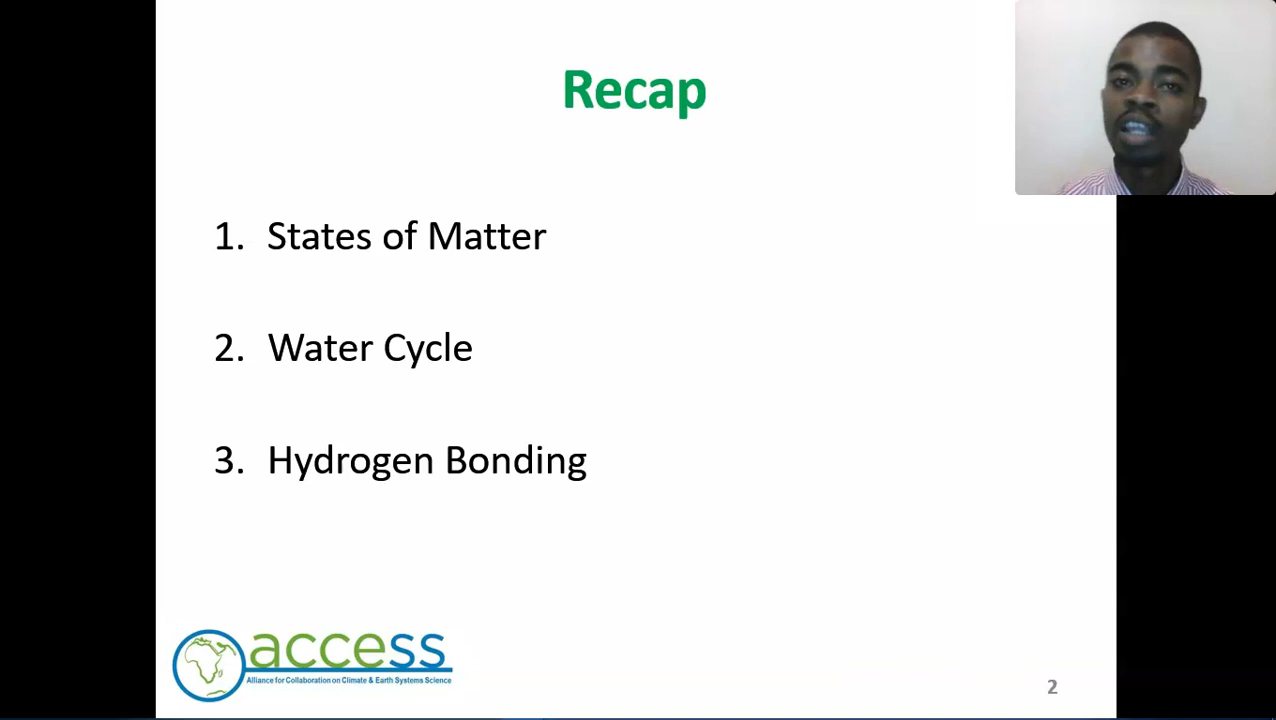 Recap
1. States of Matter
2. Water Cycle
3. Hydrogen Bonding
access
Alliance for Collaboration on Climate & Earth Systems Science
2